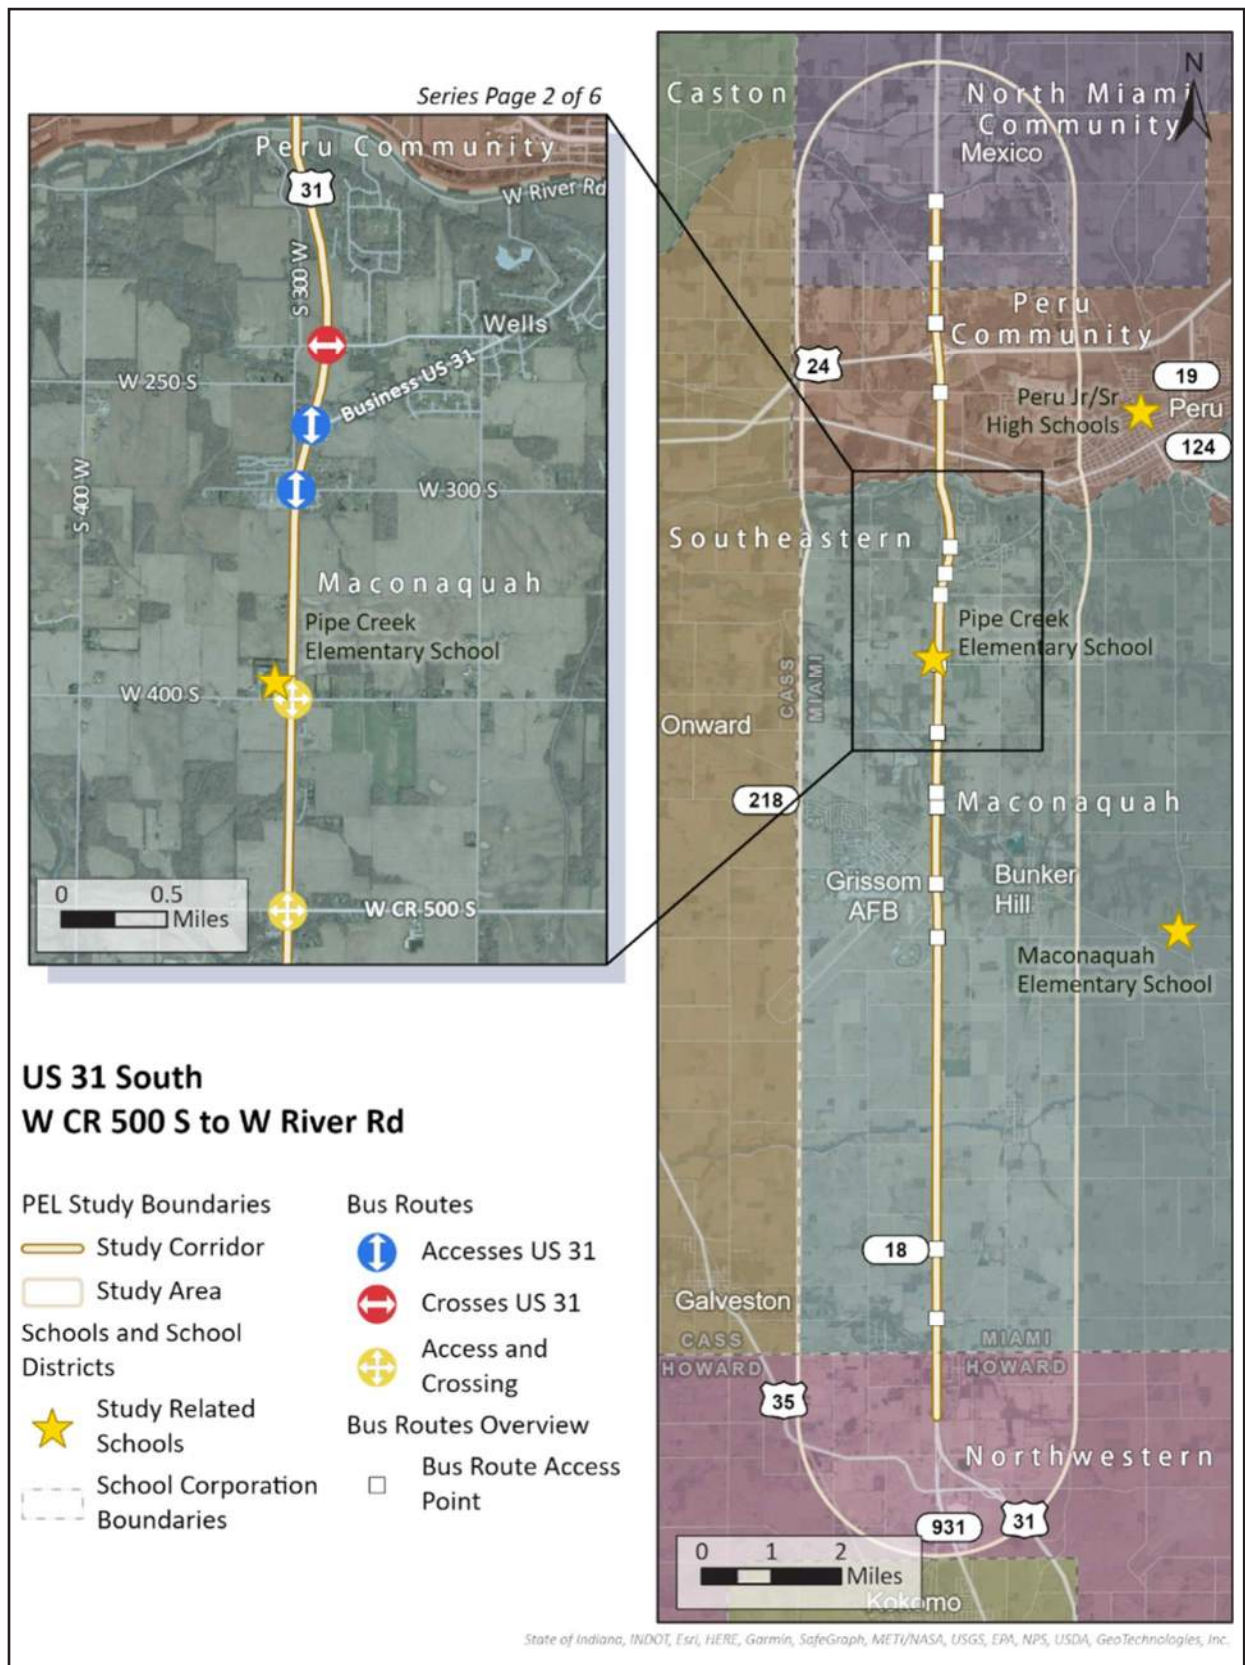 Series Page 2 of 6
Peru Community
31
W River Rd
S 300 W
Wells
W 250 S
Business US 31
S 400 W
W 300 S
Maconaquah
Pipe Creek
Elementary School
W 400 S
0 0.5
Miles
W CR 500 S
N
Caston
North Miami
Community
Mexico
Peru
Community
24
19
Peru Jr/Sr
High Schools
Peru
124
Southeastern
Pipe Creek
Elementary School
CASS
MIAMI
Onward
218
Maconaquah
Grissom
AFB
Bunker
Hill
Maconaquah
Elementary School
18
Galveston
CASS
HOWARD
MIAMI
HOWARD
35
Northwestern
931
31
0 1 2
Miles
Kokomo
US 31 South
W CR 500 S to W River Rd
PEL Study Boundaries
Study Corridor
Study Area
Schools and School
Districts
Study Related
Schools
School Corporation
Boundaries
Bus Routes
Accesses US 31
Crosses US 31
Access and
Crossing
Bus Routes Overview
Bus Route Access
Point
State of Indiana, INDOT, Esri, HERE, Garmin, SafeGraph, METI/NASA, USGS, EPA, NPS, USDA, GeoTechnologies, Inc.